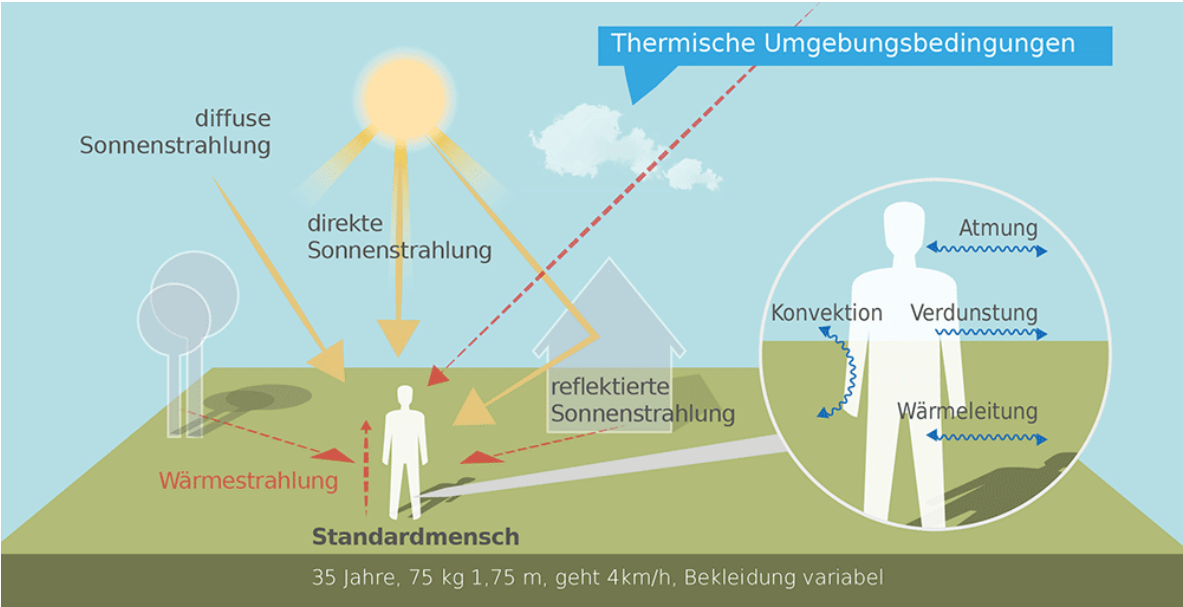 Thermische Umgebungsbedingungen
diffuse
Sonnenstrahlung
direkte
Sonnenstrahlung
Atmung
Konvektion
Verdunstung
reflektierte
Sonnenstrahlung
Wärmeleitung
Wärmestrahlung
Standardmensch
35 Jahre, 75 kg 1,75 m, geht 4km/h, Bekleidung variabel